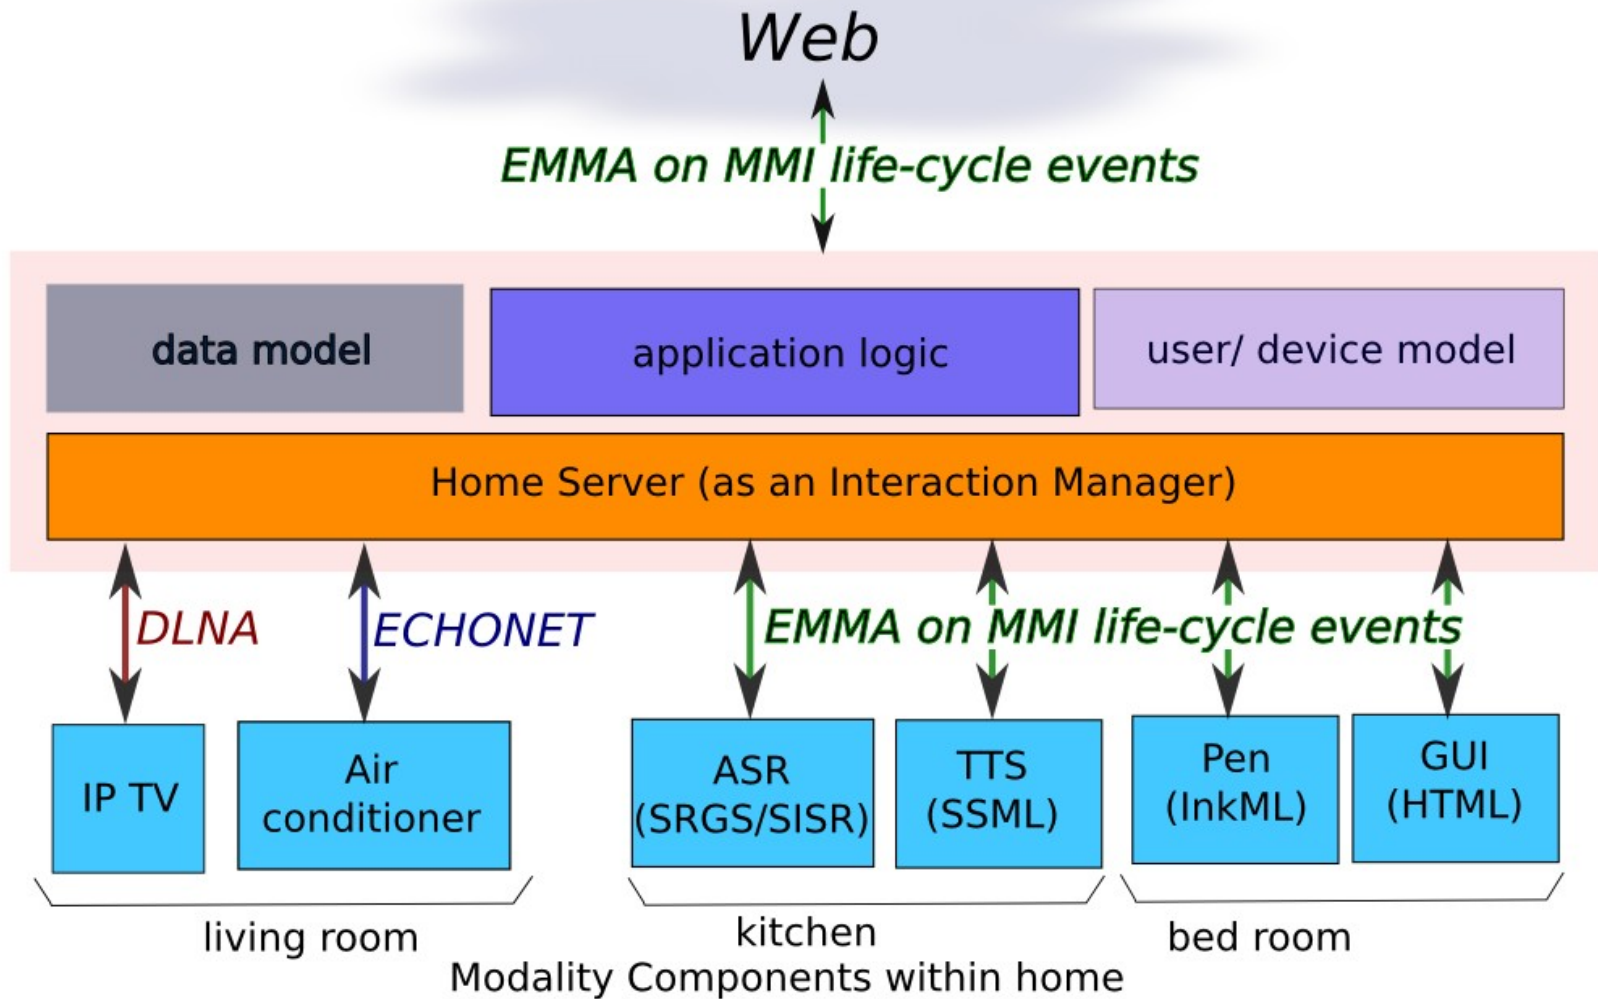 Web
EMMA on MMI life-cycle events
data model
application logic
user/ device model
Home Server (as an Interaction Manager)
DLNA
ECHONET
EMMA on MMI life-cycle events
IP TV
Air
conditioner
ASR
(SRGS/SISR)
TTS
(SSML)
Pen
(InkML)
GUI
(HTML)
living room
kitchen
bed room
Modality Components within home